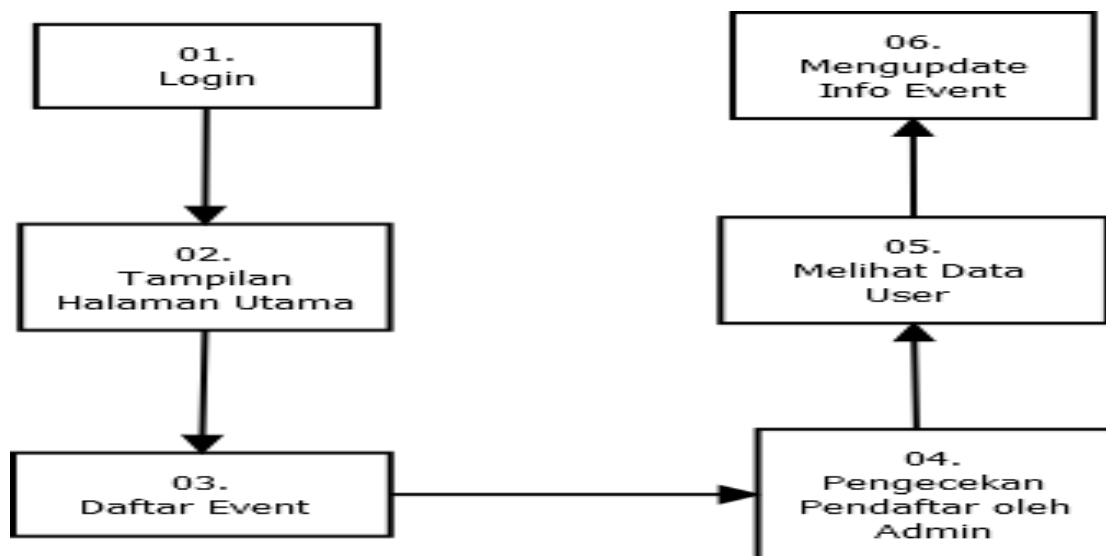 01.
Login
02.
Tampilan
Halaman Utama
03.
Daftar Event
04.
Pengecekan
Pendaftar oleh
Admin
05.
Melihat Data
User
06.
Mengupdate
Info Event